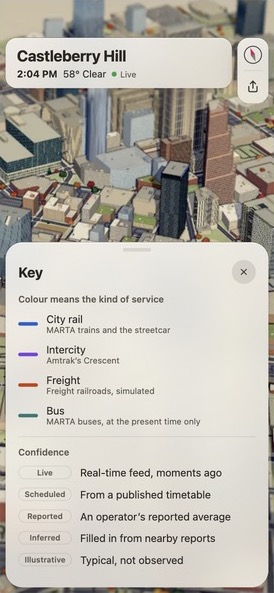 Castleberry Hill
2:04 PM 58° Clear Live
Key
Colour means the kind of service
City rail
MARTA trains and the streetcar
Intercity
Amtrak's Crescent
Freight
Freight railroads, simulated
Bus
MARTA buses, at the present time only
Confidence
Live Real-time feed, moments ago
Scheduled From a published timetable
Reported An operator's reported average
Inferred Filled in from nearby reports
Illustrative Typical, not observed